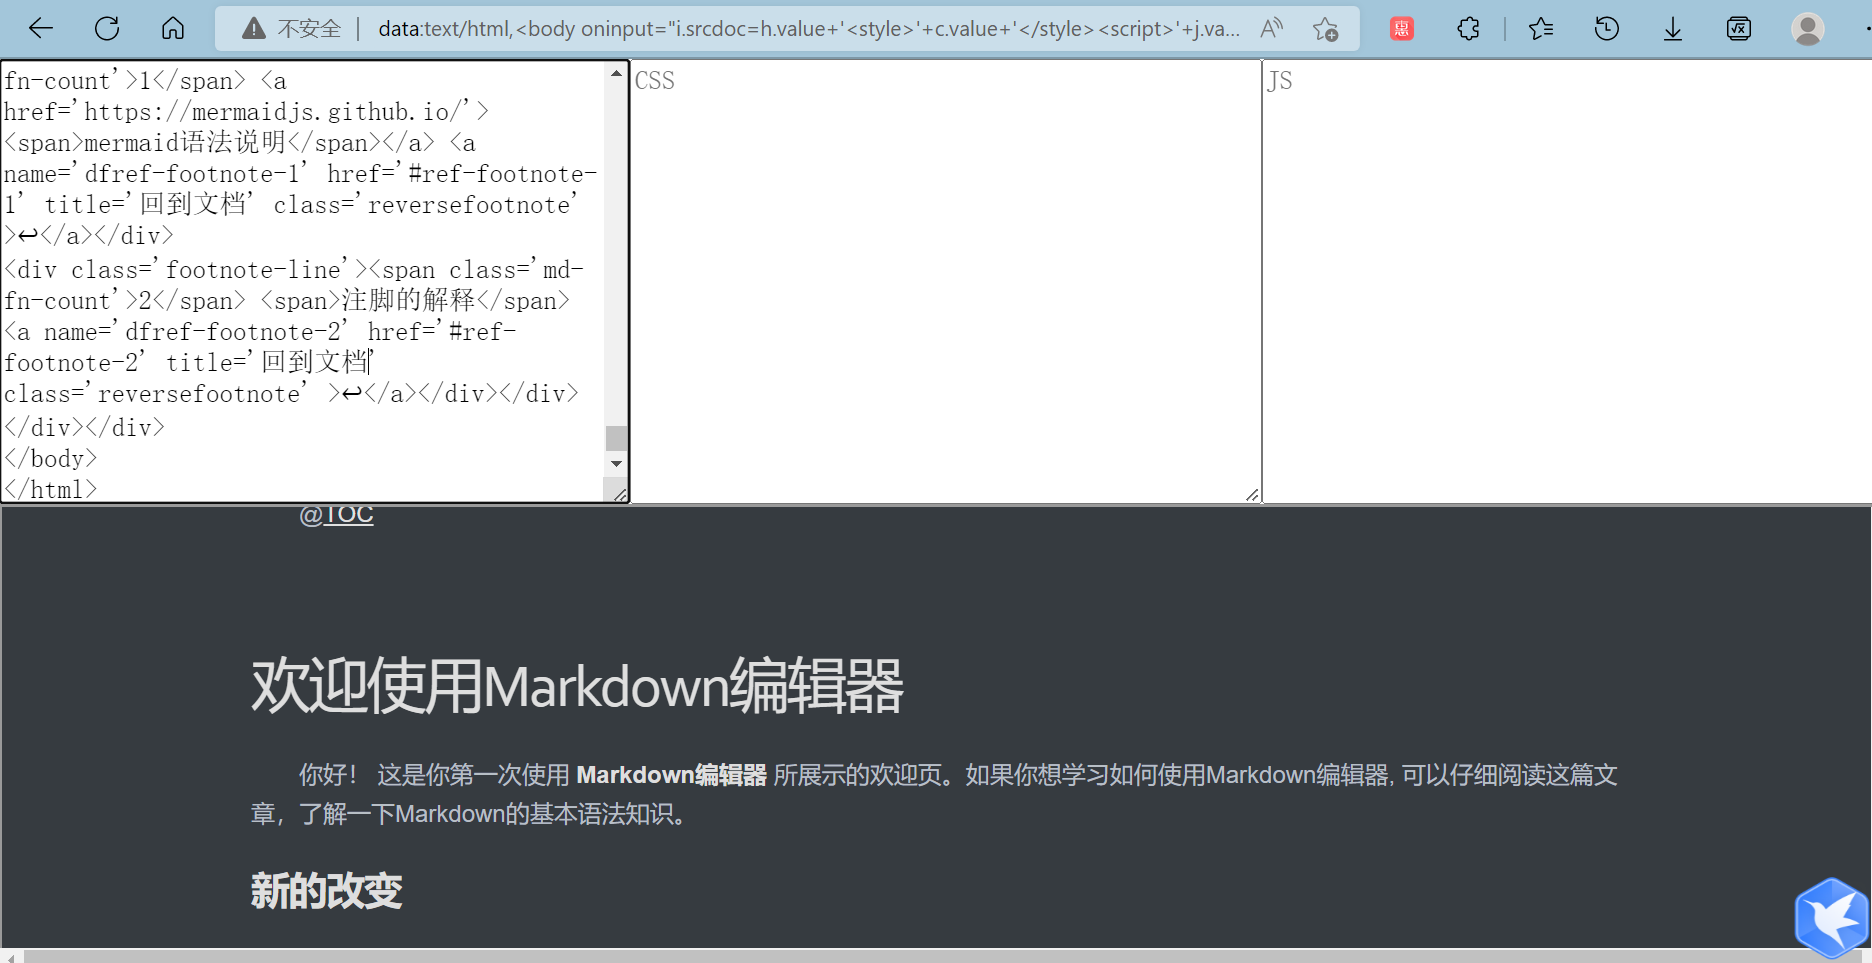 不安全 | data:text/html,<body oninput="i.srcdoc=h.value+'<style>'+c.value+'</style><script>'+j.va...
惠
fn-count'>1</span> <a
href='https://mermaidjs.github.io/'>
<span>mermaid语法说明</span></a> <a
name='dfref-footnote-1' href='#ref-footnote-
1' title='回到文档' class='reversefootnote'
>↩</a></div>
<div class='footnote-line'><span class='md-
fn-count'>2</span> <span>注脚的解释</span>
<a name='dfref-footnote-2' href='#ref-
footnote-2' title='回到文档'
class='reversefootnote' >↩</a></div></div>
</div></div>
</body>
</html>
CSS
JS
@TOC
欢迎使用Markdown编辑器
你好！ 这是你第一次使用 Markdown编辑器 所展示的欢迎页。如果你想学习如何使用Markdown编辑器, 可以仔细阅读这篇文
章，了解一下Markdown的基本语法知识。
新的改变